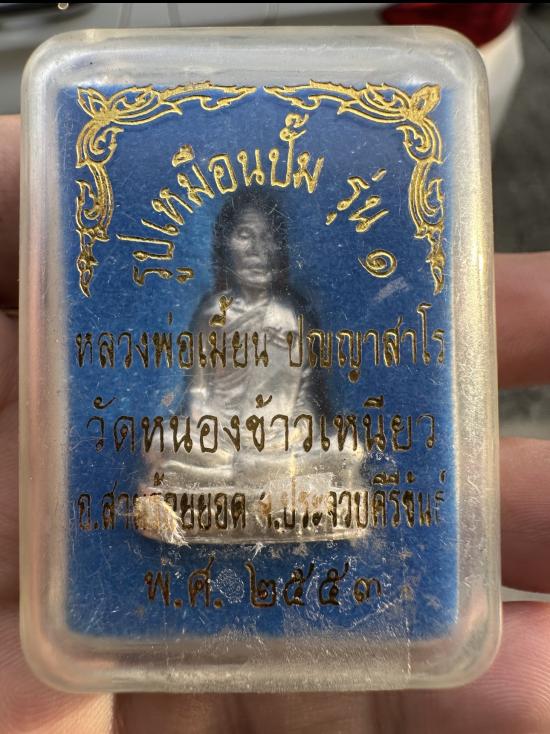 รูปเหมือนปั๊ม รุ่น ๑
หลวงพ่อเมี้ยน ปญฺญาสาโร
วัดหนองข้าวเหนียว
จ.ประจวบคีรีขันธ์
พ.ศ. ๒๕๕๓